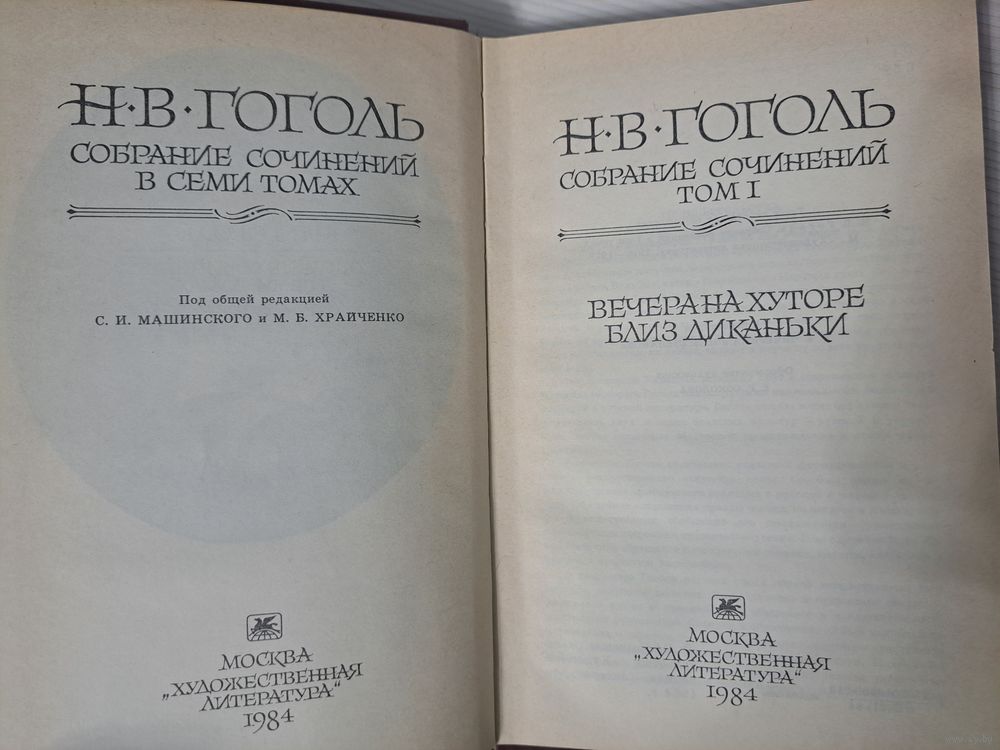 Н·В·ГОГОЛЬ
СОБРАНИЕ СОЧИНЕНИЙ
В СЕМИ ТОМАХ
Под общей редакцией
С. И. МАШИНСКОГО и М. Б. ХРАПЧЕНКО
МОСКВА
„ХУДОЖЕСТВЕННАЯ
ЛИТЕРАТУРА“
1984
Н·В·ГОГОЛЬ
СОБРАНИЕ СОЧИНЕНИЙ
ТОМ I
ВЕЧЕРА НА ХУТОРЕ
БЛИЗ ДИКАНЬКИ
МОСКВА
„ХУДОЖЕСТВЕННАЯ
ЛИТЕРАТУРА“
1984